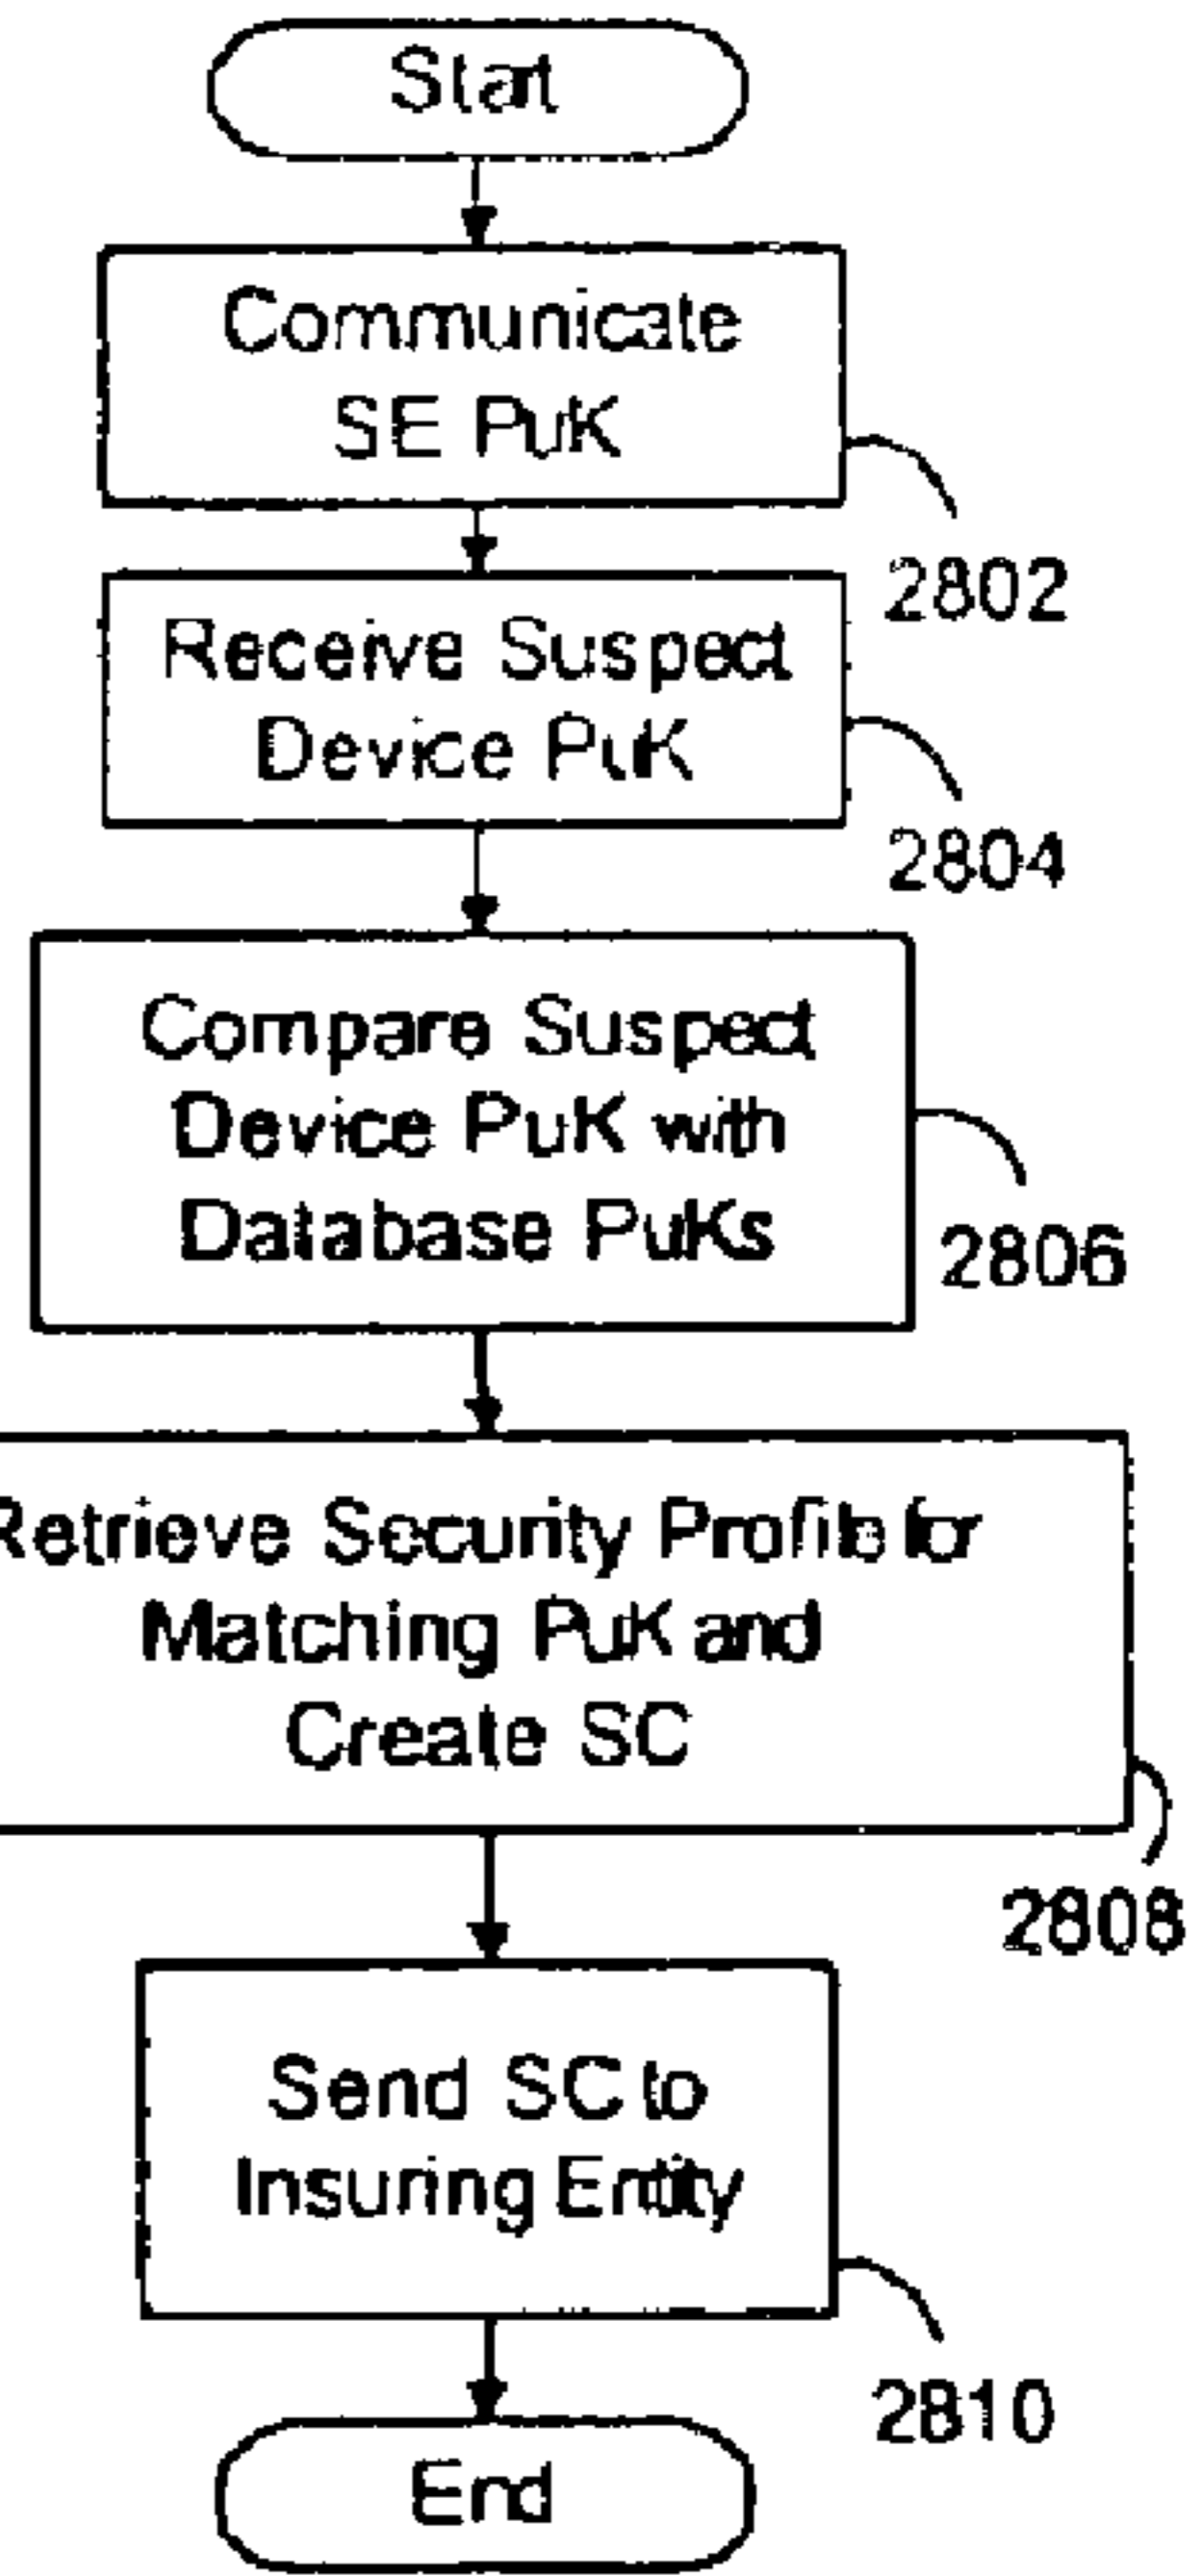 Start
Communicate
SE PuK
2802
Receive Suspect
Device PuK
2804
Compare Suspect
Device PuK with
Database PuKs
2806
Retrieve Security Profile for
Matching PuK and
Create SC
2808
Send SC to
Insuring Entity
2810
End